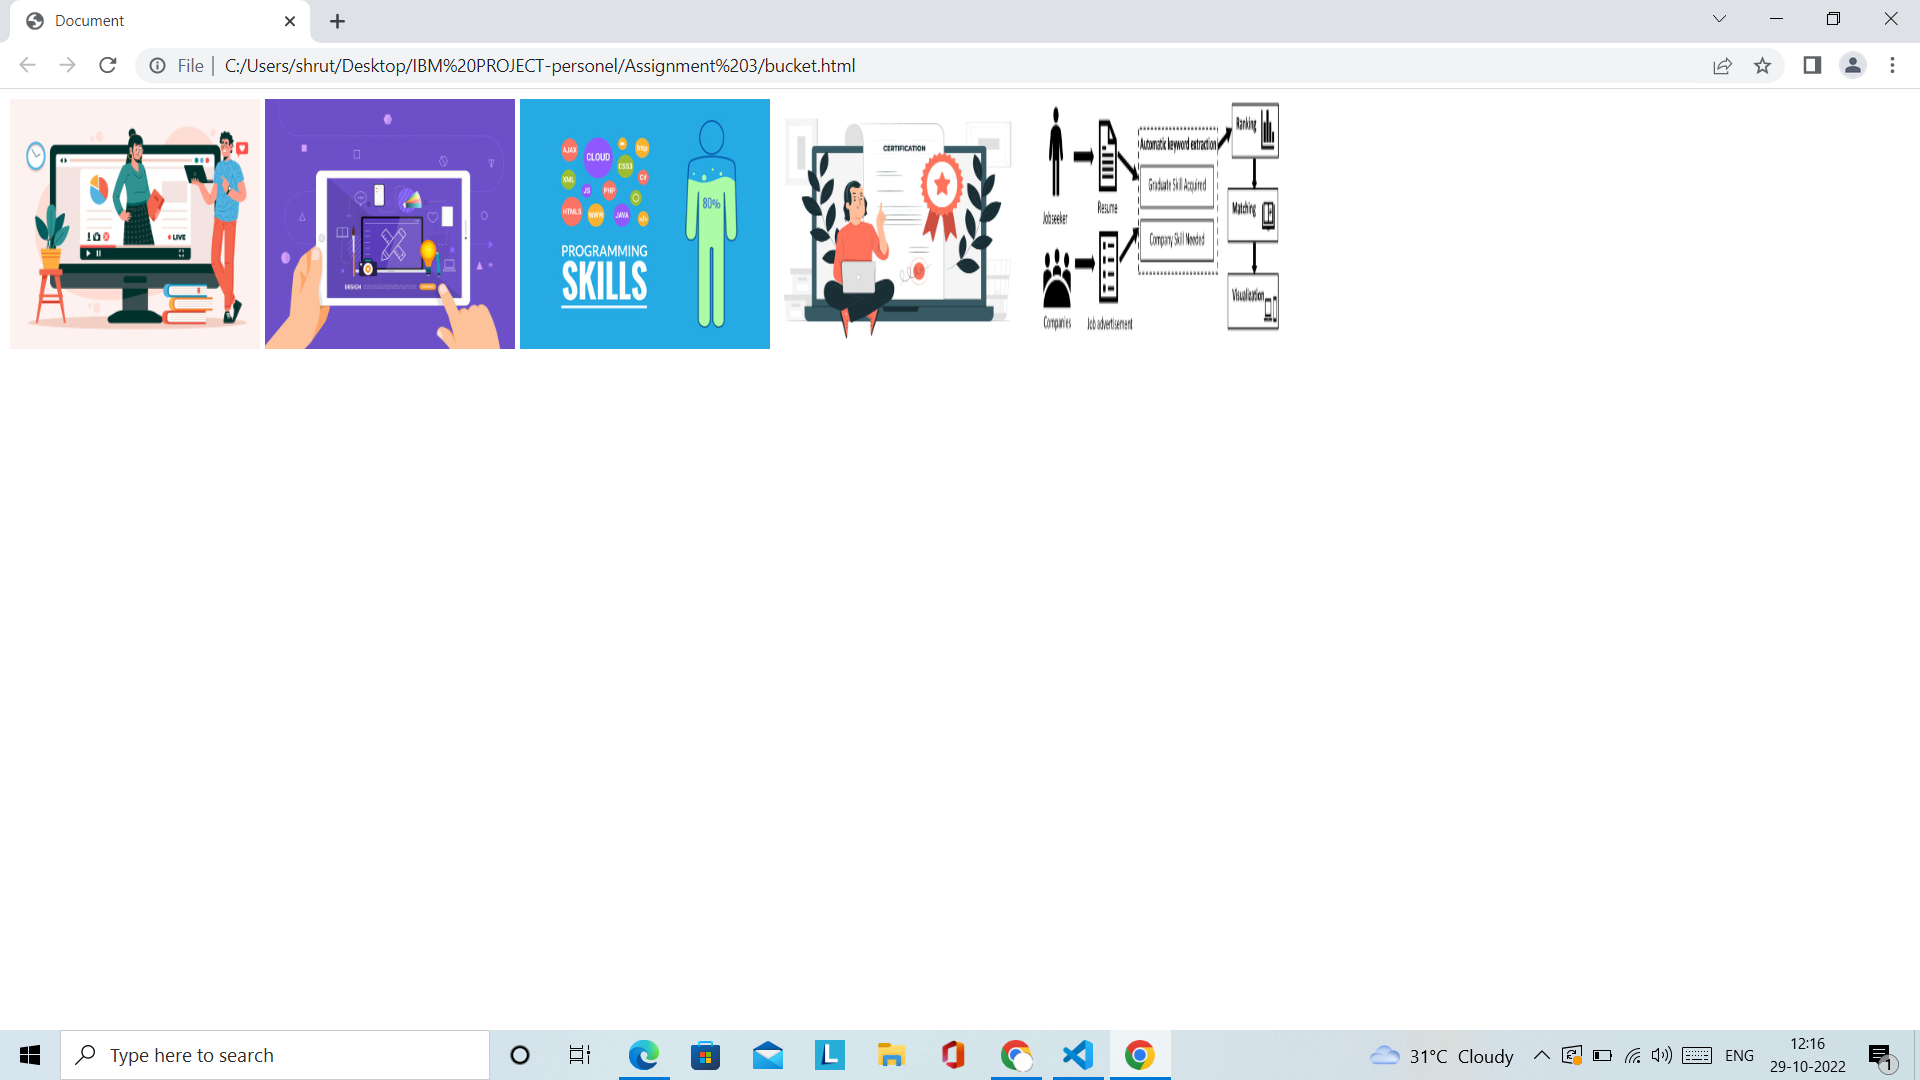 Document
File
C:/Users/shrut/Desktop/IBM%20PROJECT-personel/Assignment%203/bucket.html
LIVE
DESIGN
AJAX
CLOUD
http
CSS3
XML
C#
JS
PHP
HTML5
WWW
JAVA
</>
80%
PROGRAMMING
SKILLS
CERTIFICATION
Jobseeker
Resume
Automatic keyword extraction
Graduate Skill Acquired
Company Skill Needed
Companies
Job advertisement
Ranking
Matching
Visualization
Type here to search
L
31°C Cloudy
ENG
12:16
29-10-2022
1